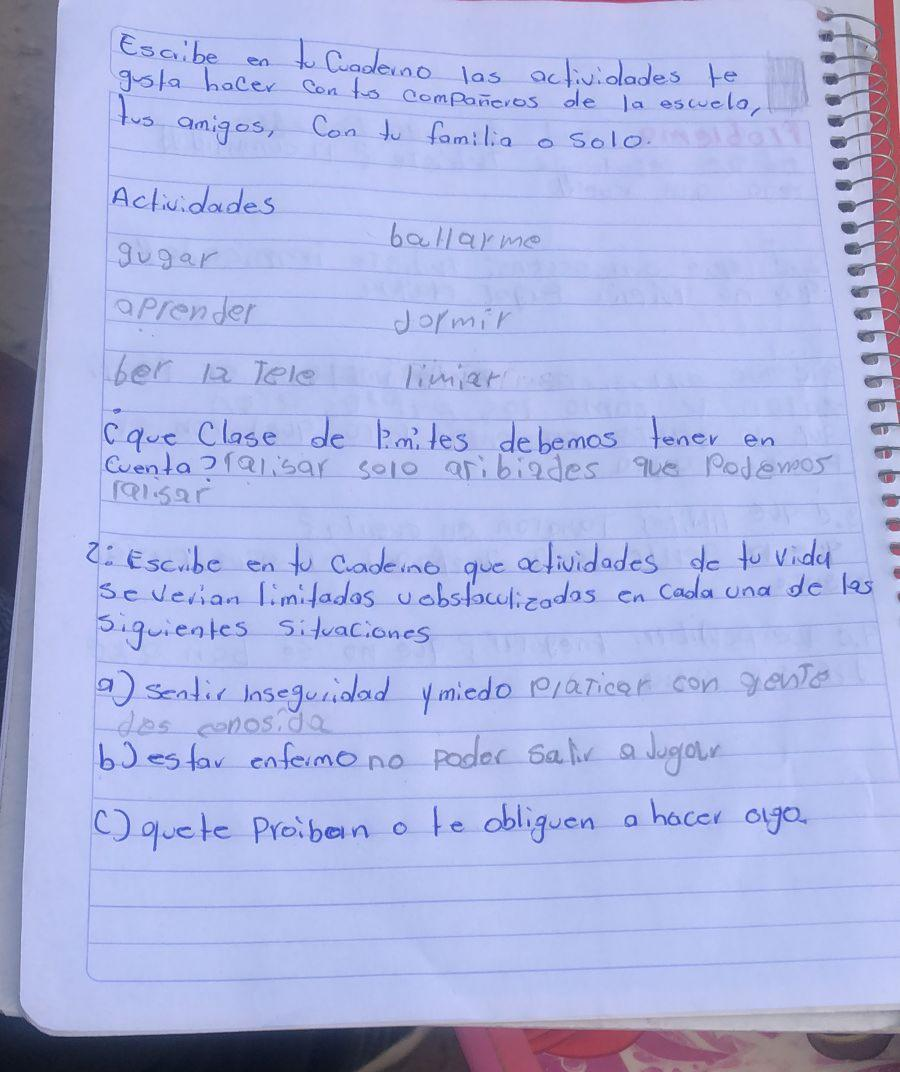 Escribe en tu Cuaderno las actividades te
gusta hacer con tus compañeros de la escuela,
tus amigos, Con tu familia o solo.
Actividades
gugar
ballarme
aprender
dormir
ber la Tele
limiar
¿que Clase de limites debemos tener en
Cuenta? ralisar solo aribiades que Podemos
ralisar
2: Escribe en tu Cuaderno que actividades de tu vida
se verian limitadas u obstaculizadas en cada una de las
siguientes situaciones
a) sentir inseguridad y miedo Platicar con gente
des conosida
b) estar enfermo no poder salir a Jugar
C) que te Proiban o te obliguen a hacer algo.